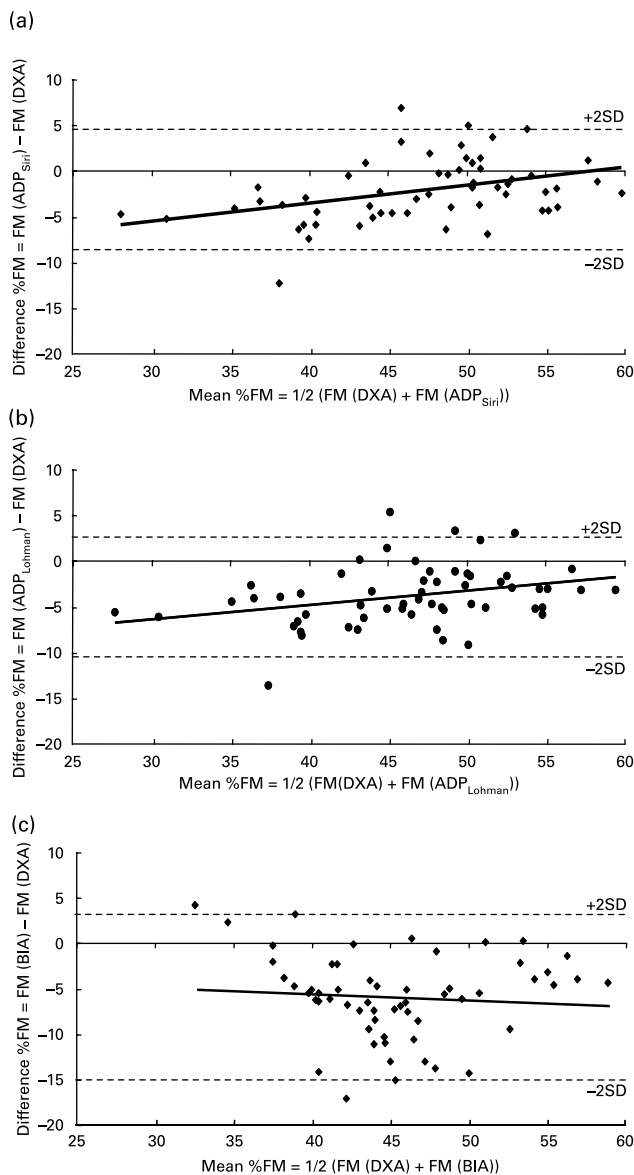 (a)
Difference %FM = FM (ADP_Siri) − FM (DXA)
10
5
0
−5
−10
−15
−20
+2SD
−2SD
25 30 35 40 45 50 55 60
Mean %FM = 1/2 (FM (DXA) + FM (ADP_Siri))
(b)
Difference %FM = FM (ADP_Lohman) − FM (DXA)
10
5
0
−5
−10
−15
−20
+2SD
−2SD
25 30 35 40 45 50 55 60
Mean %FM = 1/2 (FM(DXA) + FM (ADP_Lohman))
(c)
Difference %FM = FM (BIA) − FM (DXA)
10
5
0
−5
−10
−15
−20
+2SD
−2SD
25 30 35 40 45 50 55 60
Mean %FM = 1/2 (FM (DXA) + FM (BIA))